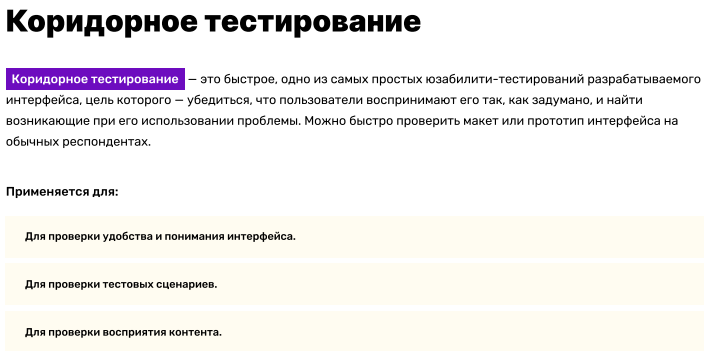 Коридорное тестирование
Коридорное тестирование — это быстрое, одно из самых простых юзабилити-тестирований разрабатываемого
интерфейса, цель которого — убедиться, что пользователи воспринимают его так, как задумано, и найти
возникающие при его использовании проблемы. Можно быстро проверить макет или прототип интерфейса на
обычных респондентах.
Применяется для:
Для проверки удобства и понимания интерфейса.
Для проверки тестовых сценариев.
Для проверки восприятия контента.